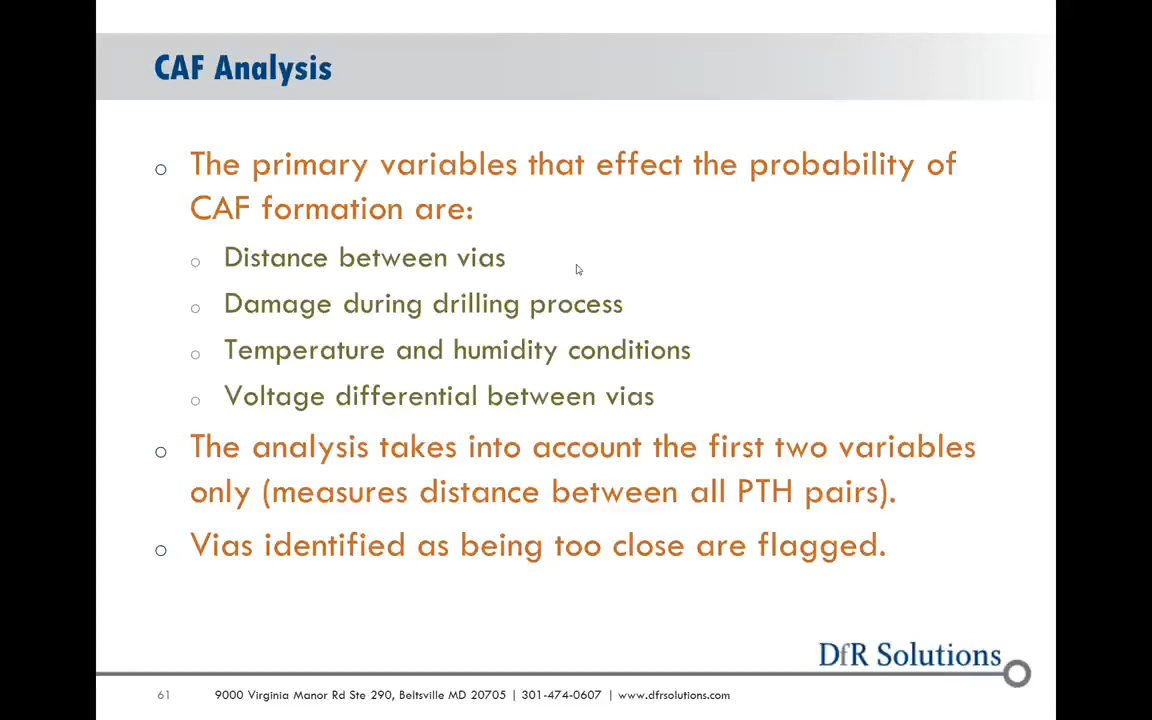 CAF Analysis
The primary variables that effect the probability of
CAF formation are:
Distance between vias
Damage during drilling process
Temperature and humidity conditions
Voltage differential between vias
The analysis takes into account the first two variables
only (measures distance between all PTH pairs).
Vias identified as being too close are flagged.
DfR Solutions
61 9000 Virginia Manor Rd Ste 290, Beltsville MD 20705 | 301-474-0607 | www.dfrsolutions.com